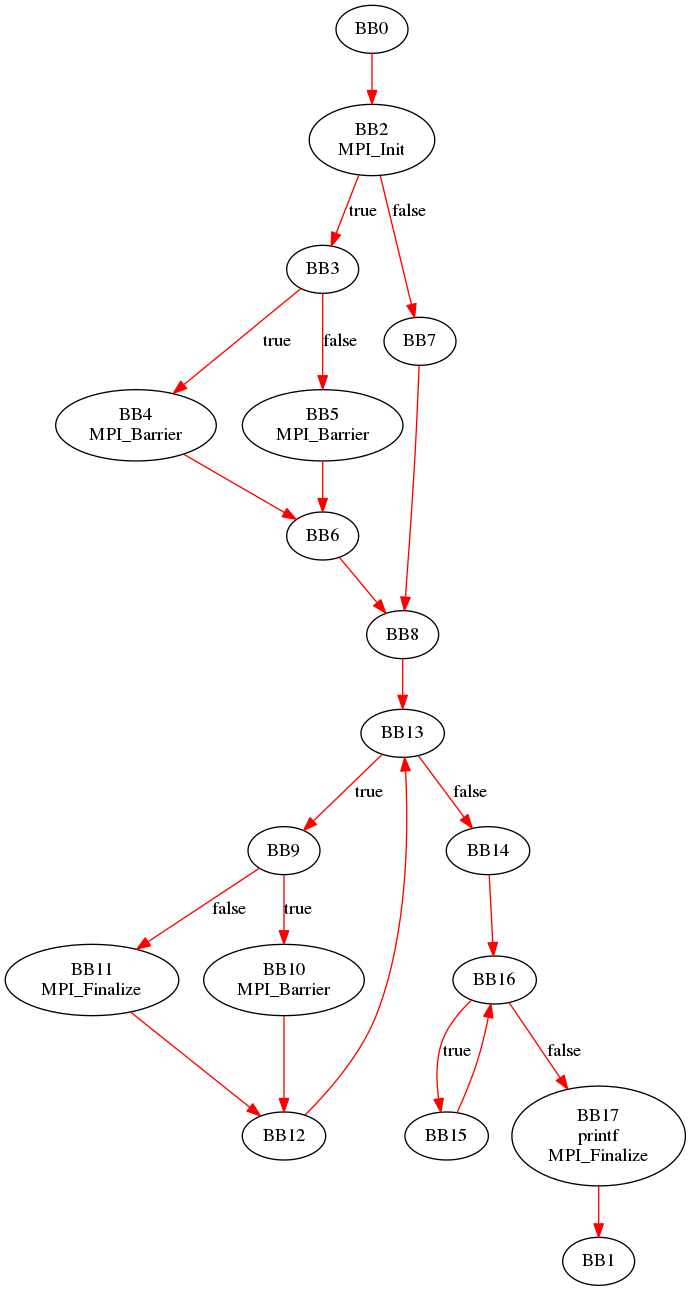 BB0
BB2
MPI_Init
true
false
BB3
BB7
true
false
BB4
MPI_Barrier
BB5
MPI_Barrier
BB6
BB8
BB13
true
false
BB9
BB14
false
true
BB11
MPI_Finalize
BB10
MPI_Barrier
BB16
true
false
BB12
BB15
BB17
printf
MPI_Finalize
BB1